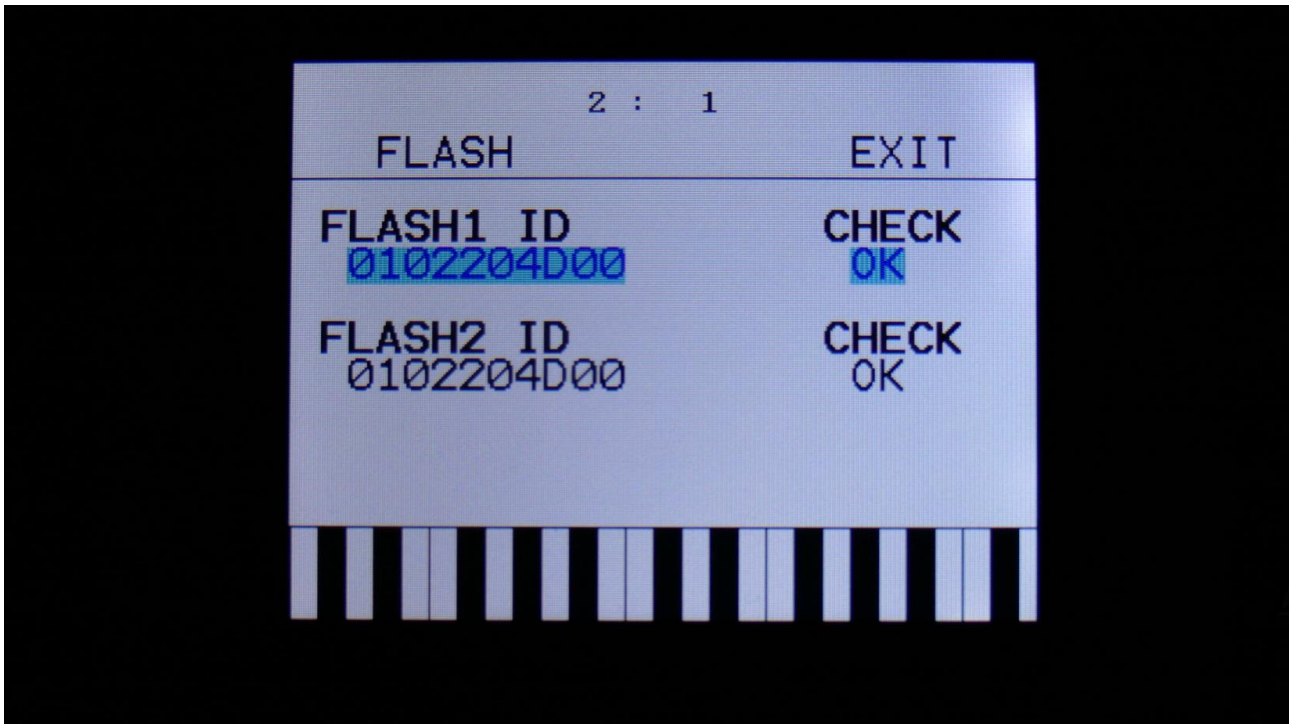 2 : 1
FLASH EXIT
FLASH1 ID CHECK
0102204D00 OK
FLASH2 ID CHECK
0102204D00 OK